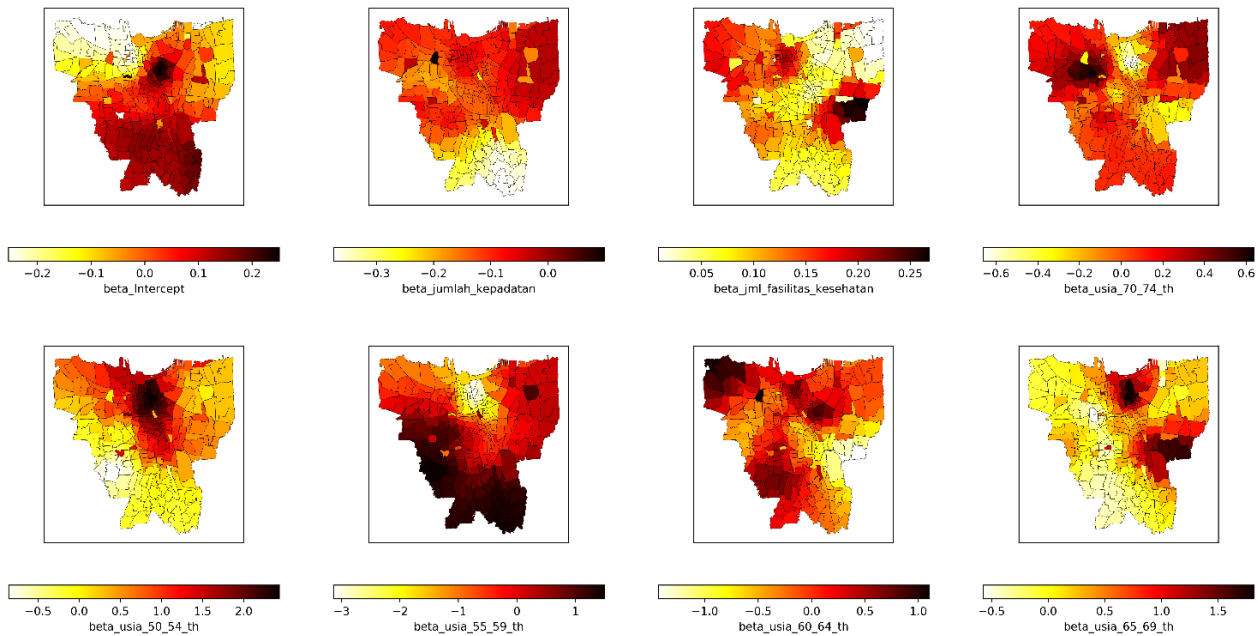 −0.2 −0.1 0.0 0.1 0.2
beta_Intercept
−0.3 −0.2 −0.1 0.0
beta_jumlah_kepadatan
0.05 0.10 0.15 0.20 0.25
beta_jml_fasilitas_kesehatan
−0.6 −0.4 −0.2 0.0 0.2 0.4 0.6
beta_usia_70_74_th
−0.5 0.0 0.5 1.0 1.5 2.0
beta_usia_50_54_th
−3 −2 −1 0 1
beta_usia_55_59_th
−1.0 −0.5 0.0 0.5 1.0
beta_usia_60_64_th
−0.5 0.0 0.5 1.0 1.5
beta_usia_65_69_th